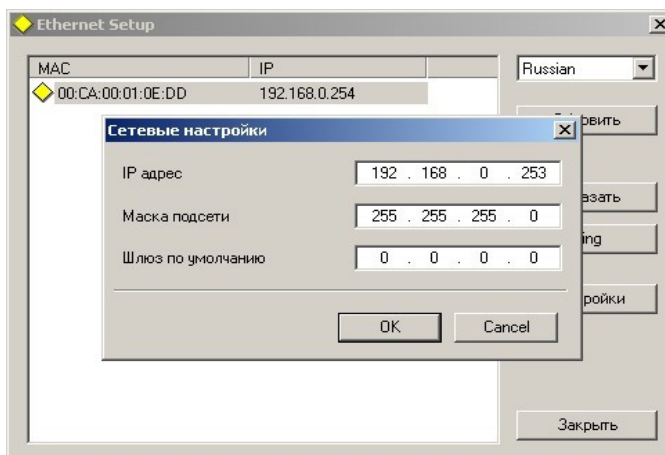 Ethernet Setup
MAC IP
00:CA:00:01:0E:DD 192.168.0.254
Russian
Сетевые настройки
IP адрес 192 . 168 . 0 . 253
Маска подсети 255 . 255 . 255 . 0
Шлюз по умолчанию 0 . 0 . 0 . 0
OK Cancel
Закрыть